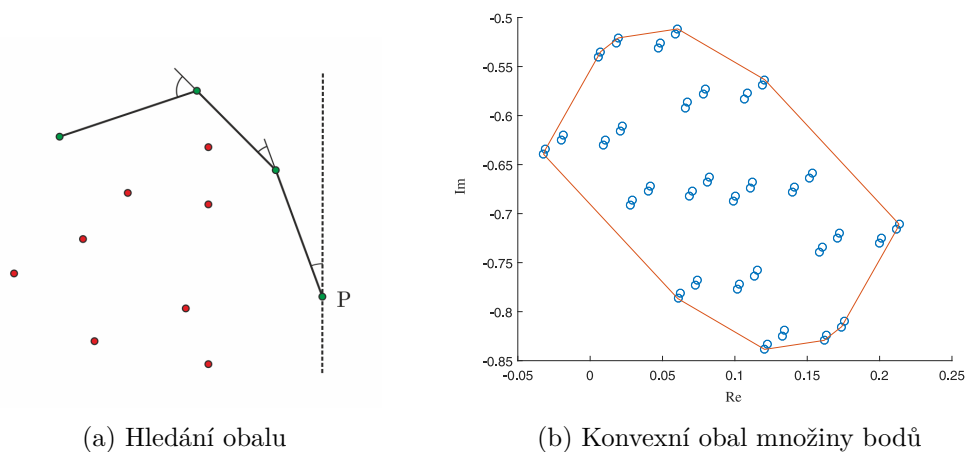 P
-0.5
-0.55
-0.6
-0.65
-0.7
-0.75
-0.8
-0.85
Im
-0.05 0 0.05 0.1 0.15 0.2 0.25
Re
(a) Hledání obalu
(b) Konvexní obal množiny bodů